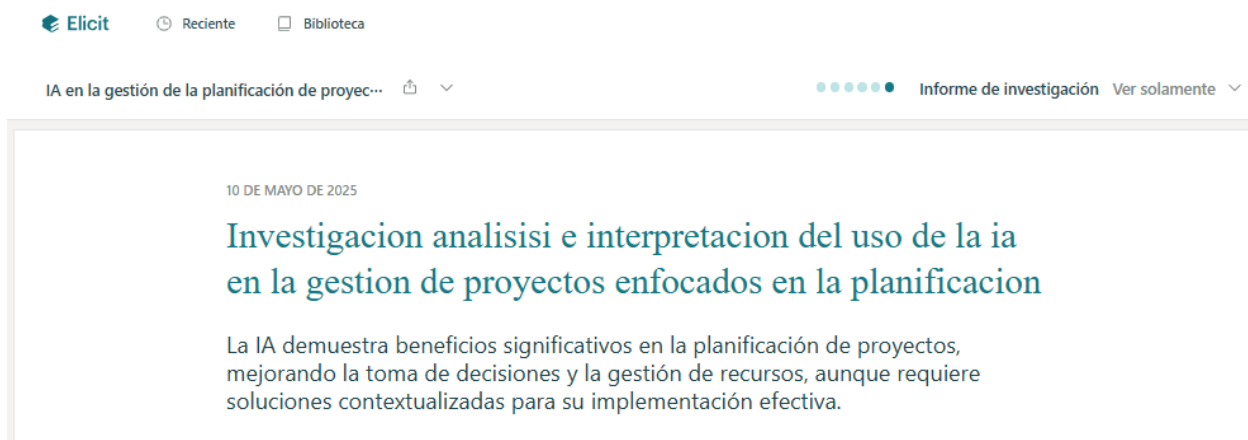 Elicit Reciente Biblioteca
IA en la gestión de la planificación de proyec··· Informe de investigación Ver solamente
10 DE MAYO DE 2025
Investigacion analisisi e interpretacion del uso de la ia
en la gestion de proyectos enfocados en la planificacion
La IA demuestra beneficios significativos en la planificación de proyectos,
mejorando la toma de decisiones y la gestión de recursos, aunque requiere
soluciones contextualizadas para su implementación efectiva.